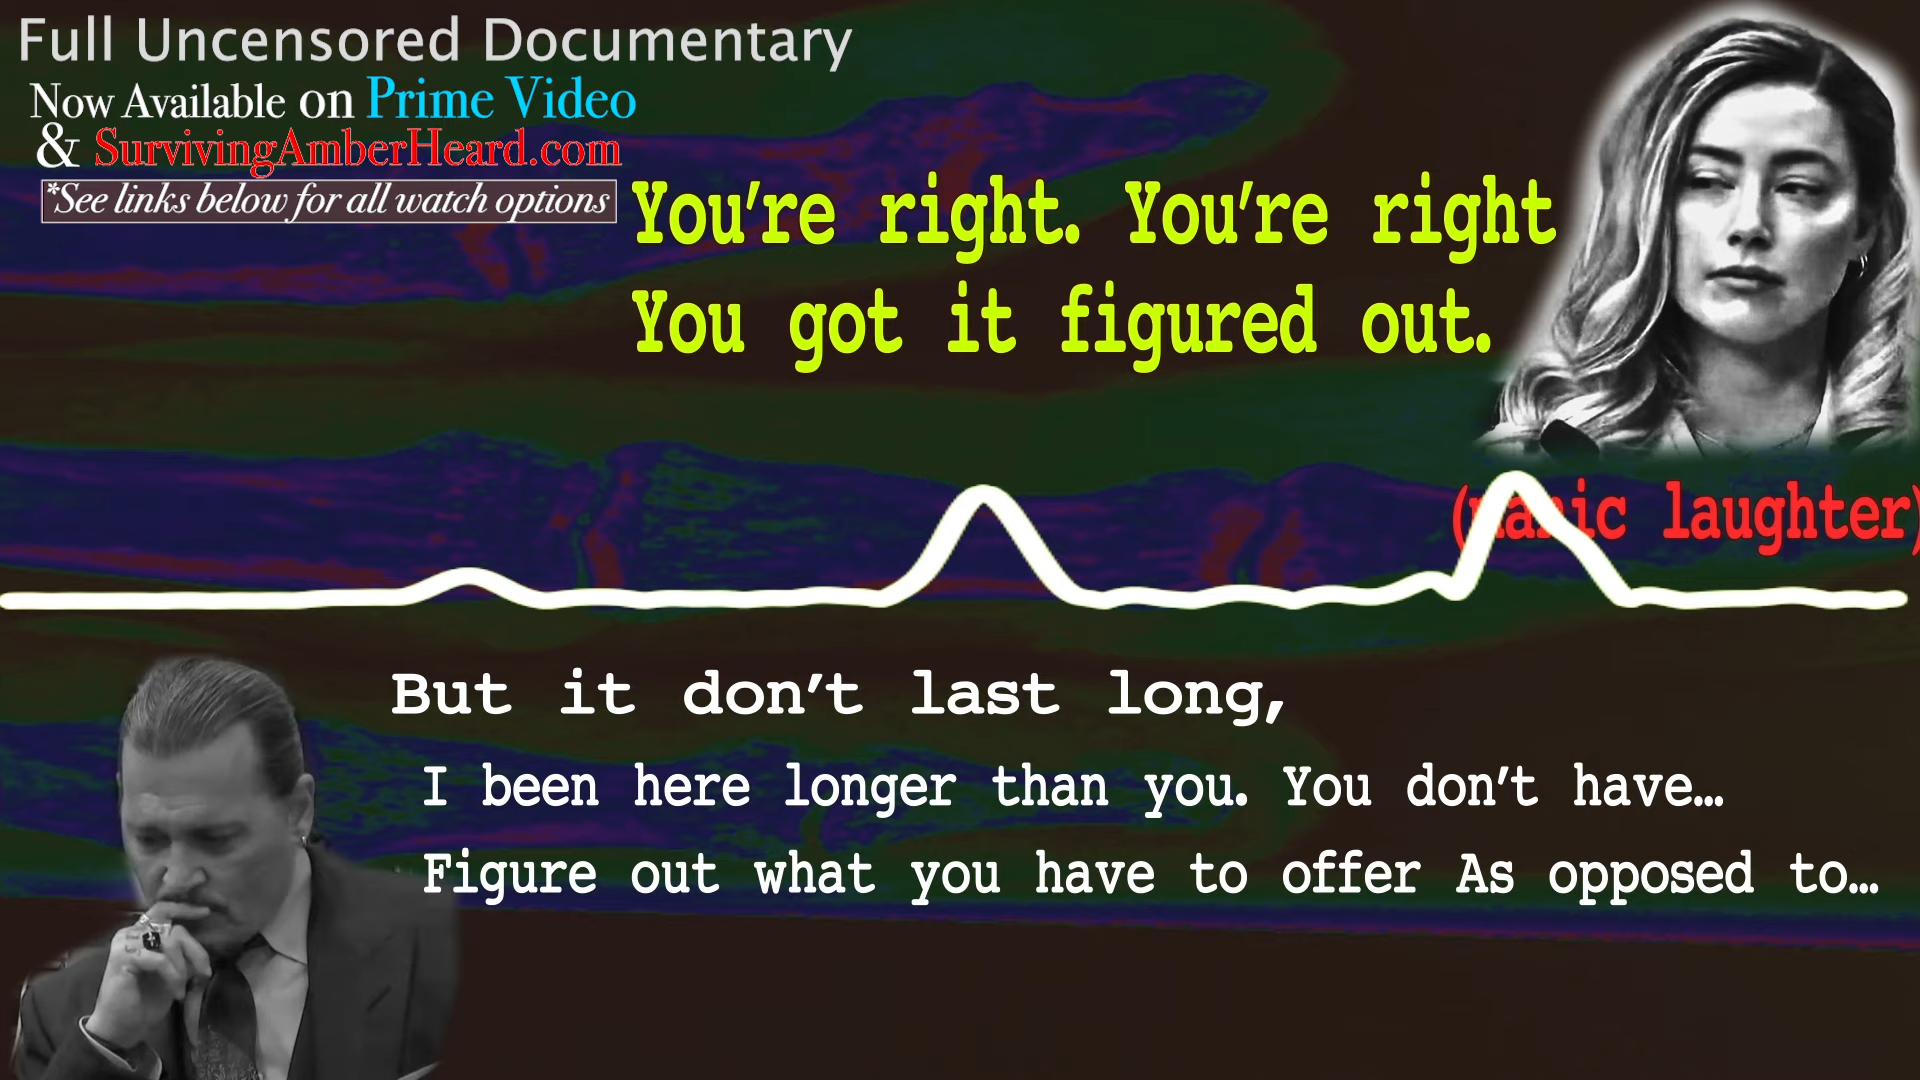 Full Uncensored Documentary
Now Available on Prime Video
& SurvivingAmberHeard.com
*See links below for all watch options
You're right. You're right
You got it figured out.
(manic laughter)
But it don't last long,
I been here longer than you. You don't have…
Figure out what you have to offer As opposed to…